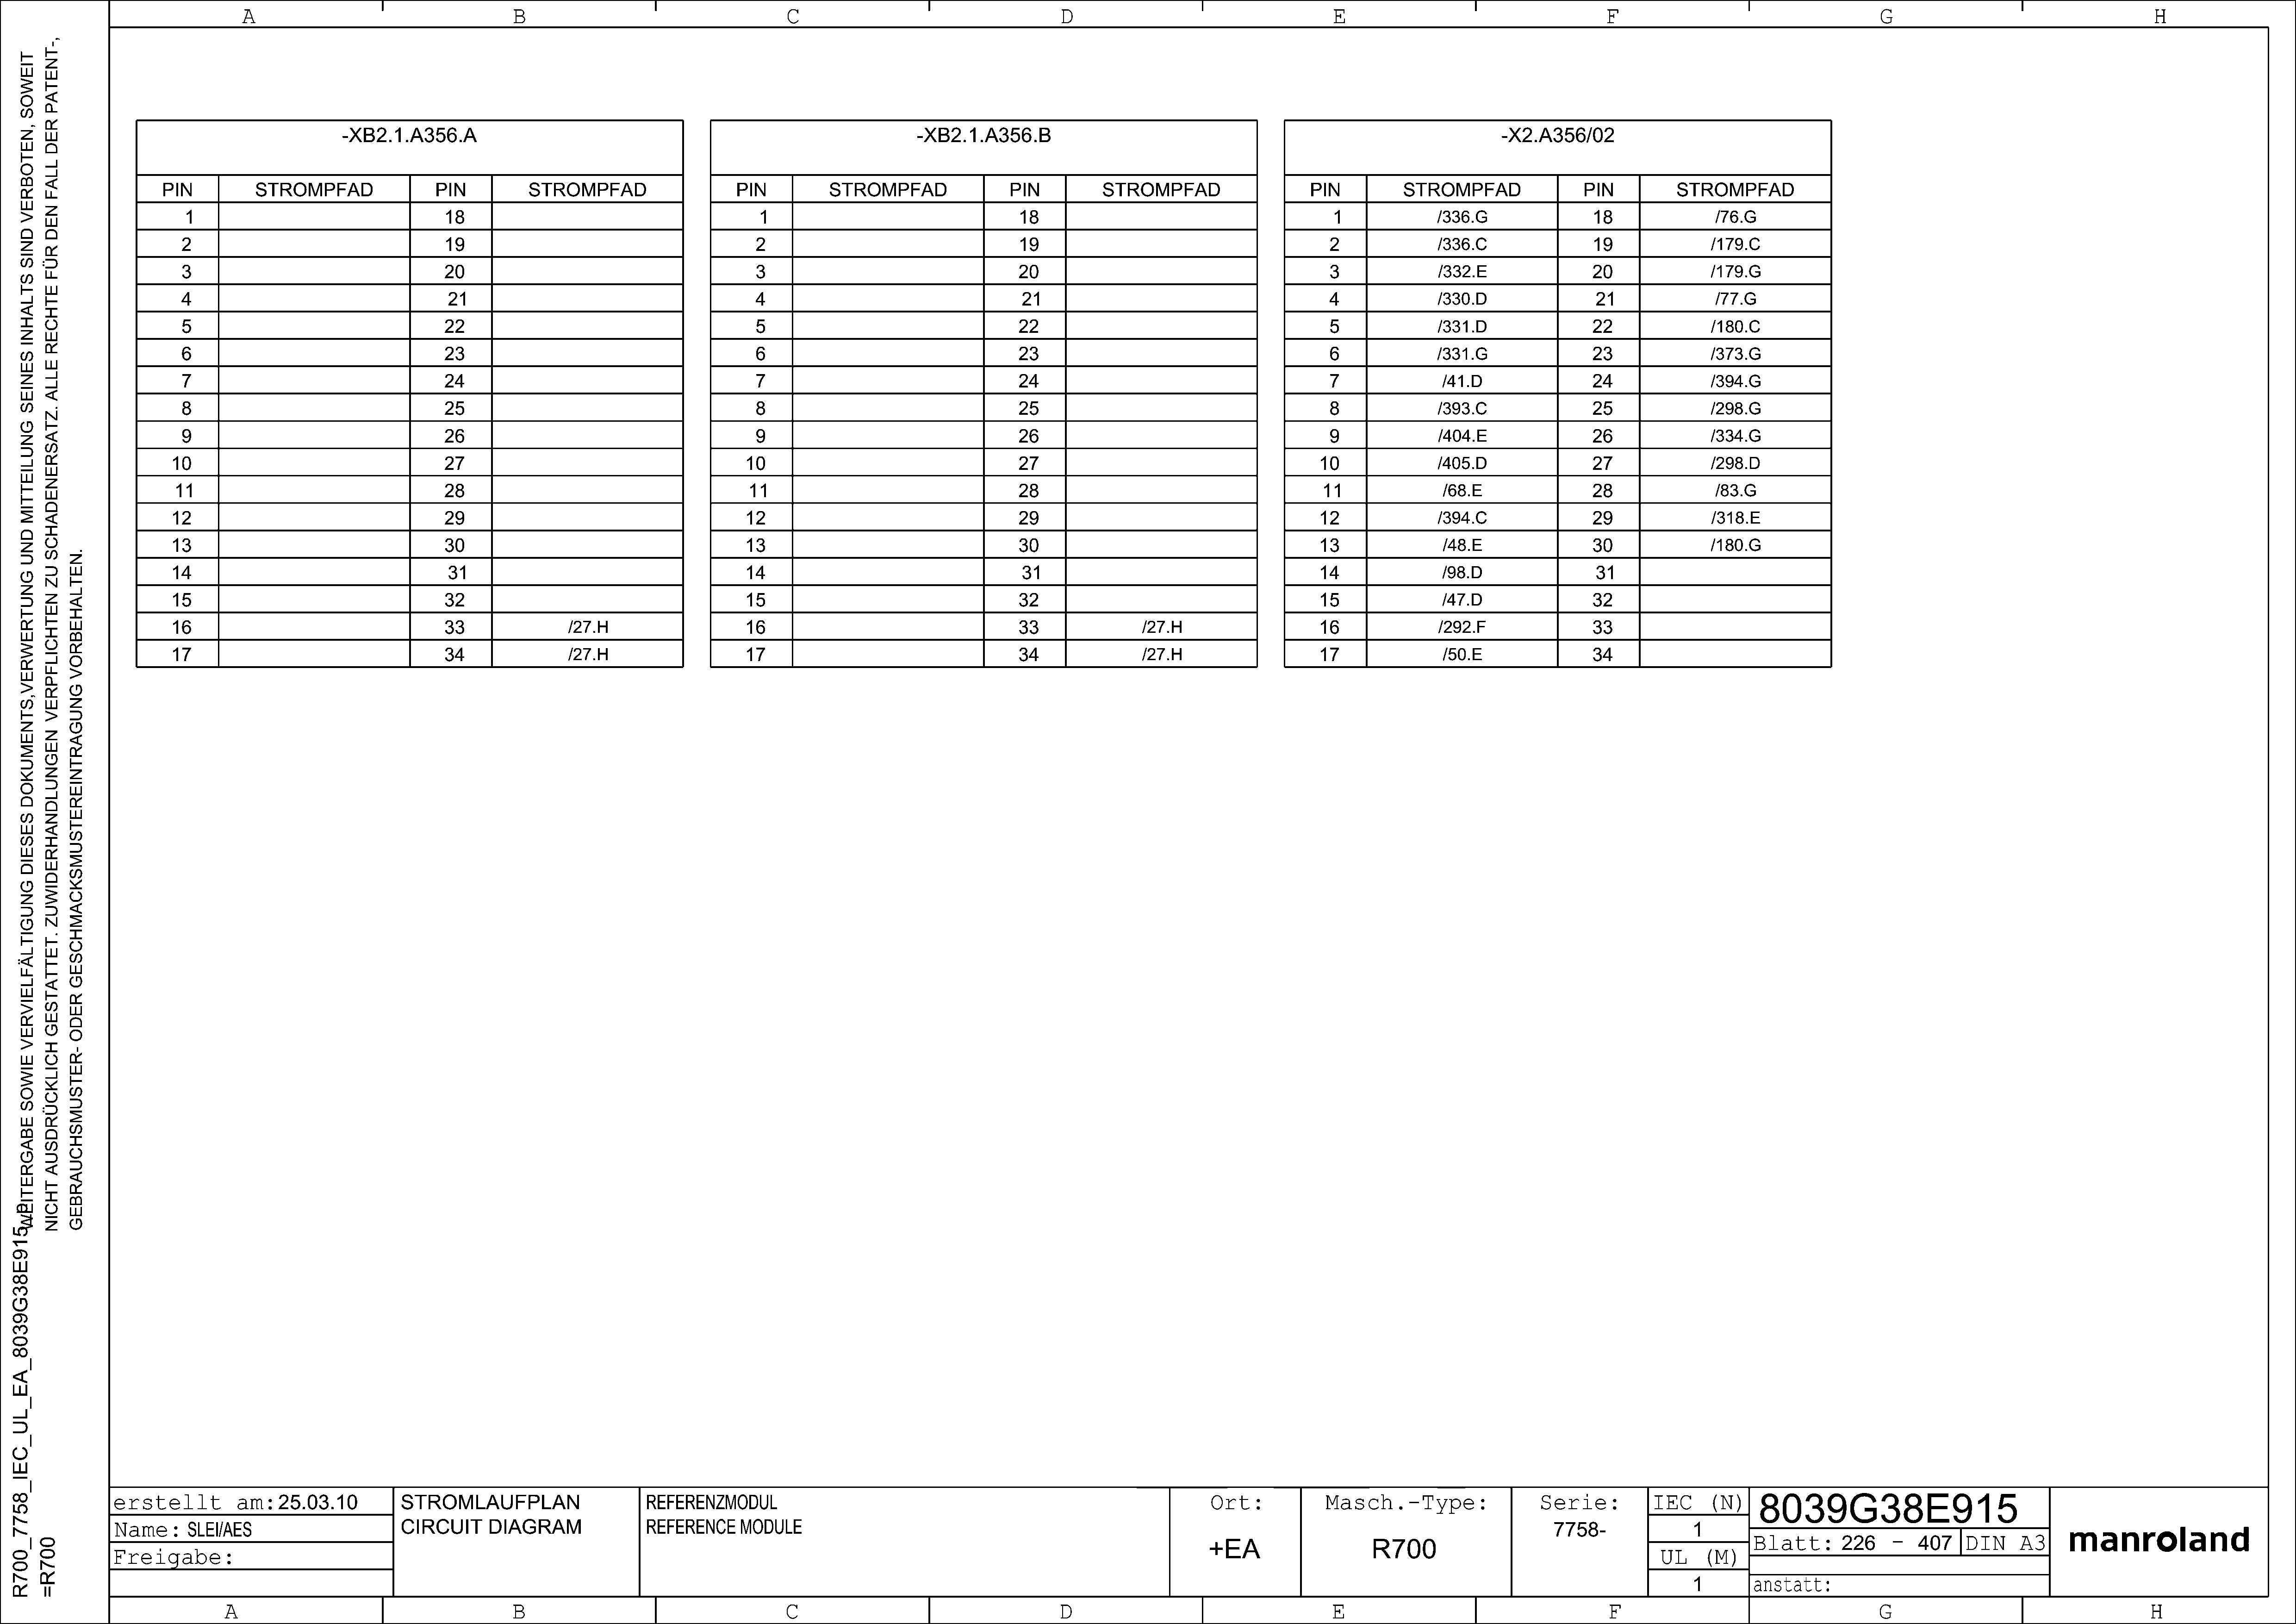 A B C D E F G H
WEITERGABE SOWIE VERVIELFÄLTIGUNG DIESES DOKUMENTS,VERWERTUNG UND MITTEILUNG SEINES INHALTS SIND VERBOTEN, SOWEIT
NICHT AUSDRÜCKLICH GESTATTET. ZUWIDERHANDLUNGEN VERPFLICHTEN ZU SCHADENERSATZ. ALLE RECHTE FÜR DEN FALL DER PATENT-,
GEBRAUCHSMUSTER- ODER GESCHMACKSMUSTEREINTRAGUNG VORBEHALTEN.
-XB2.1.A356.A
PIN STROMPFAD PIN STROMPFAD
1 18
2 19
3 20
4 21
5 22
6 23
7 24
8 25
9 26
10 27
11 28
12 29
13 30
14 31
15 32
16 33 /27.H
17 34 /27.H
-XB2.1.A356.B
PIN STROMPFAD PIN STROMPFAD
1 18
2 19
3 20
4 21
5 22
6 23
7 24
8 25
9 26
10 27
11 28
12 29
13 30
14 31
15 32
16 33 /27.H
17 34 /27.H
-X2.A356/02
PIN STROMPFAD PIN STROMPFAD
1 /336.G 18 /76.G
2 /336.C 19 /179.C
3 /332.E 20 /179.G
4 /330.D 21 /77.G
5 /331.D 22 /180.C
6 /331.G 23 /373.G
7 /41.D 24 /394.G
8 /393.C 25 /298.G
9 /404.E 26 /334.G
10 /405.D 27 /298.D
11 /68.E 28 /83.G
12 /394.C 29 /318.E
13 /48.E 30 /180.G
14 /98.D 31
15 /47.D 32
16 /292.F 33
17 /50.E 34
=R700
erstellt am: 25.03.10
Name: SLEI/AES
Freigabe:
STROMLAUFPLAN
CIRCUIT DIAGRAM
REFERENZMODUL
REFERENCE MODULE
Ort:
+EA
Masch.-Type:
R700
Serie:
7758-
IEC (N)
1
UL (M)
1
8039G38E915
Blatt: 226 - 407 DIN A3
anstatt:
manroland
A B C D E F G H